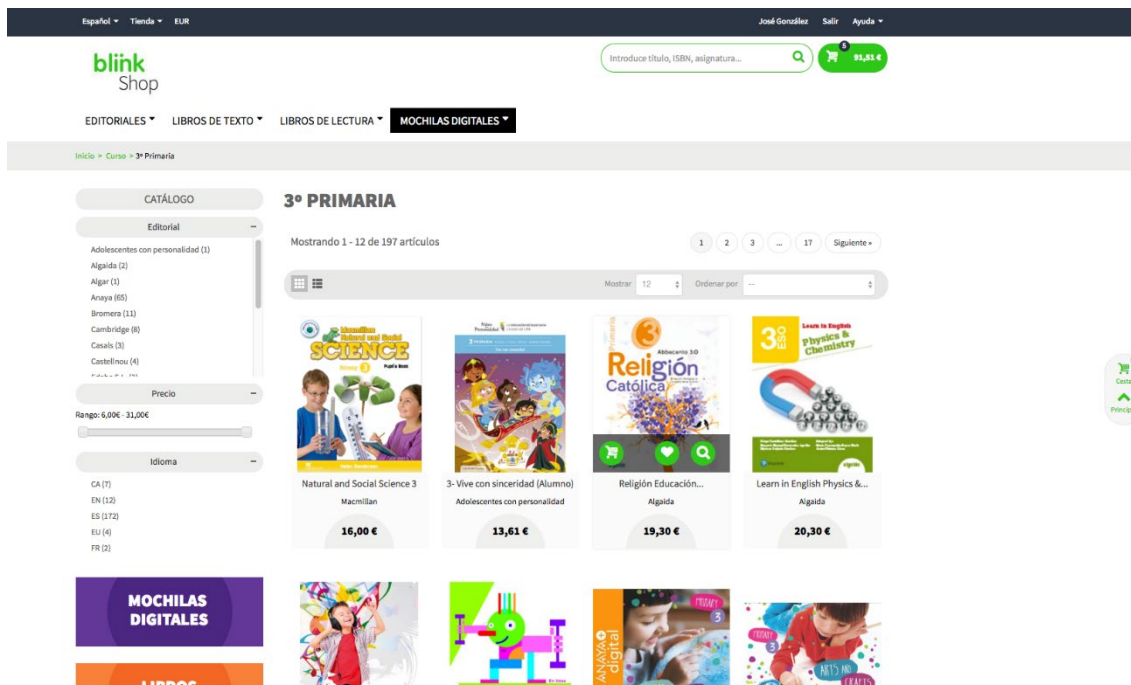 Español Tienda EUR
José González Salir Ayuda
blink
Shop
Introduce título, ISBN, asignatura...
5
91,81 €
EDITORIALES LIBROS DE TEXTO LIBROS DE LECTURA MOCHILAS DIGITALES
Inicio > Curso > 3º Primaria
CATÁLOGO
Editorial −
Adolescentes con personalidad (1)
Algaida (2)
Algar (1)
Anaya (65)
Bromera (11)
Cambridge (8)
Casals (3)
Castellnou (4)
Precio −
Rango: 6,00€ - 31,00€
Idioma −
CA (7)
EN (12)
ES (172)
EU (4)
FR (2)
MOCHILAS
DIGITALES
LIBROS
3º PRIMARIA
Mostrando 1 - 12 de 197 artículos
1 2 3 ... 17 Siguiente »
Mostrar 12 Ordenar por --
Macmillan
Natural and Social
SCIENCE
3 Pupil's Book
Natural and Social Science 3
Macmillan
16,00 €
3- Vive con sinceridad (Alumno)
Adolescentes con personalidad
13,61 €
Primaria
3
Abbecanto 3.0
Religión
Católica
Religión Educación...
Algaida
19,30 €
3 ESO
Learn in English
Physics &
Chemistry
algaida
Learn in English Physics &...
Algaida
20,30 €
ANAYA+
digital
PRIMARY
3
PRIMARY
3
ARTS AND
CRAFTS
Cesta